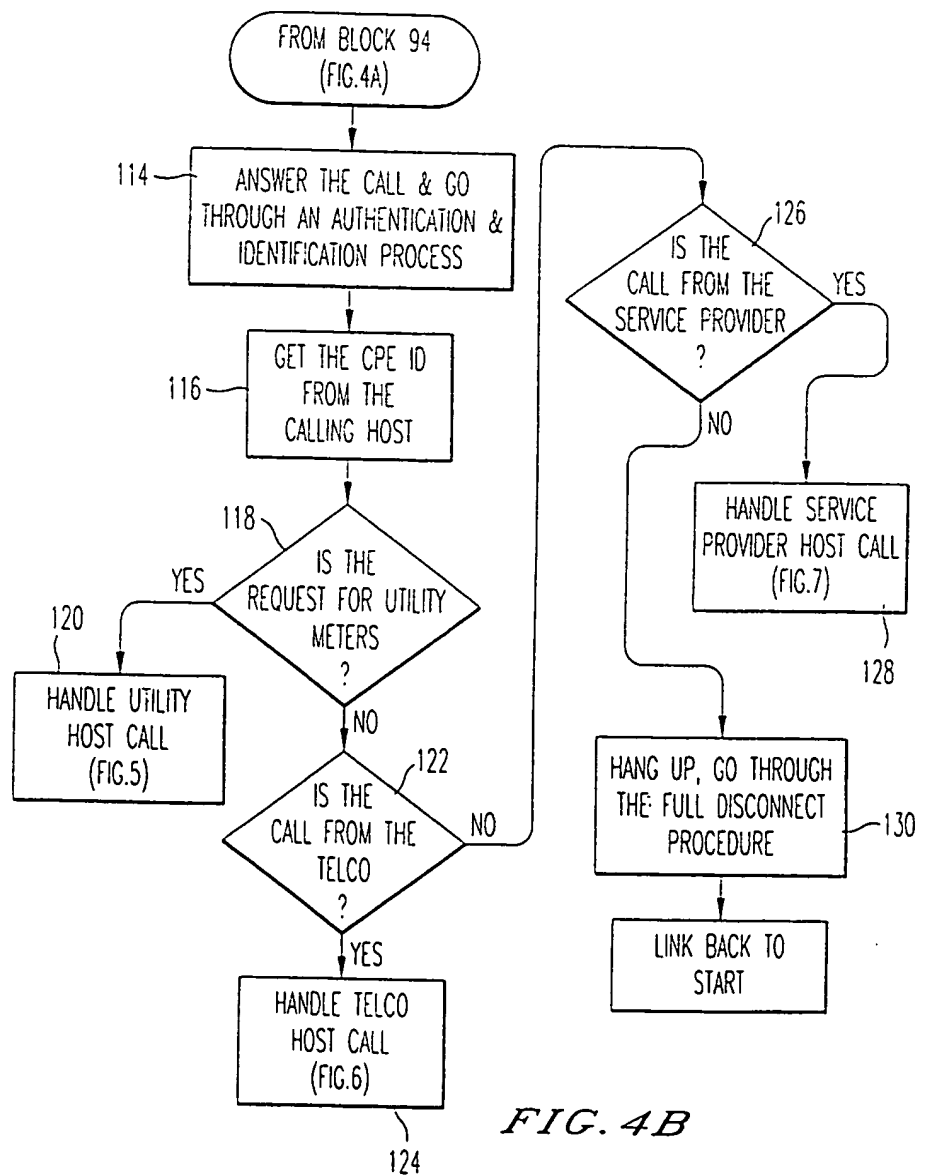 FROM BLOCK 94
(FIG.4A)
114
ANSWER THE CALL & GO
THROUGH AN AUTHENTICATION &
IDENTIFICATION PROCESS
116
GET THE CPE ID
FROM THE
CALLING HOST
118
IS THE
REQUEST FOR UTILITY
METERS
?
YES
120
HANDLE UTILITY
HOST CALL
(FIG.5)
NO
122
IS THE
CALL FROM THE
TELCO
?
NO
YES
HANDLE TELCO
HOST CALL
(FIG.6)
124
126
IS THE
CALL FROM THE
SERVICE PROVIDER
?
YES
NO
HANDLE SERVICE
PROVIDER HOST CALL
(FIG.7)
128
HANG UP, GO THROUGH
THE FULL DISCONNECT
PROCEDURE
130
LINK BACK TO
START
FIG. 4B